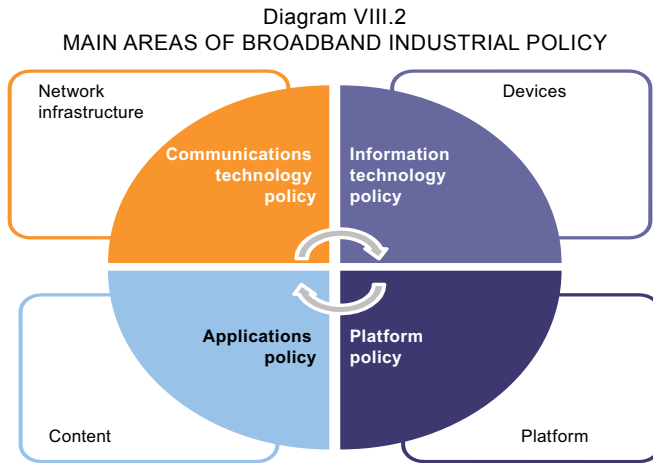 Diagram VIII.2
MAIN AREAS OF BROADBAND INDUSTRIAL POLICY
Network
infrastructure
Devices
Communications
technology
policy
Information
technology
policy
Applications
policy
Platform
policy
Content
Platform